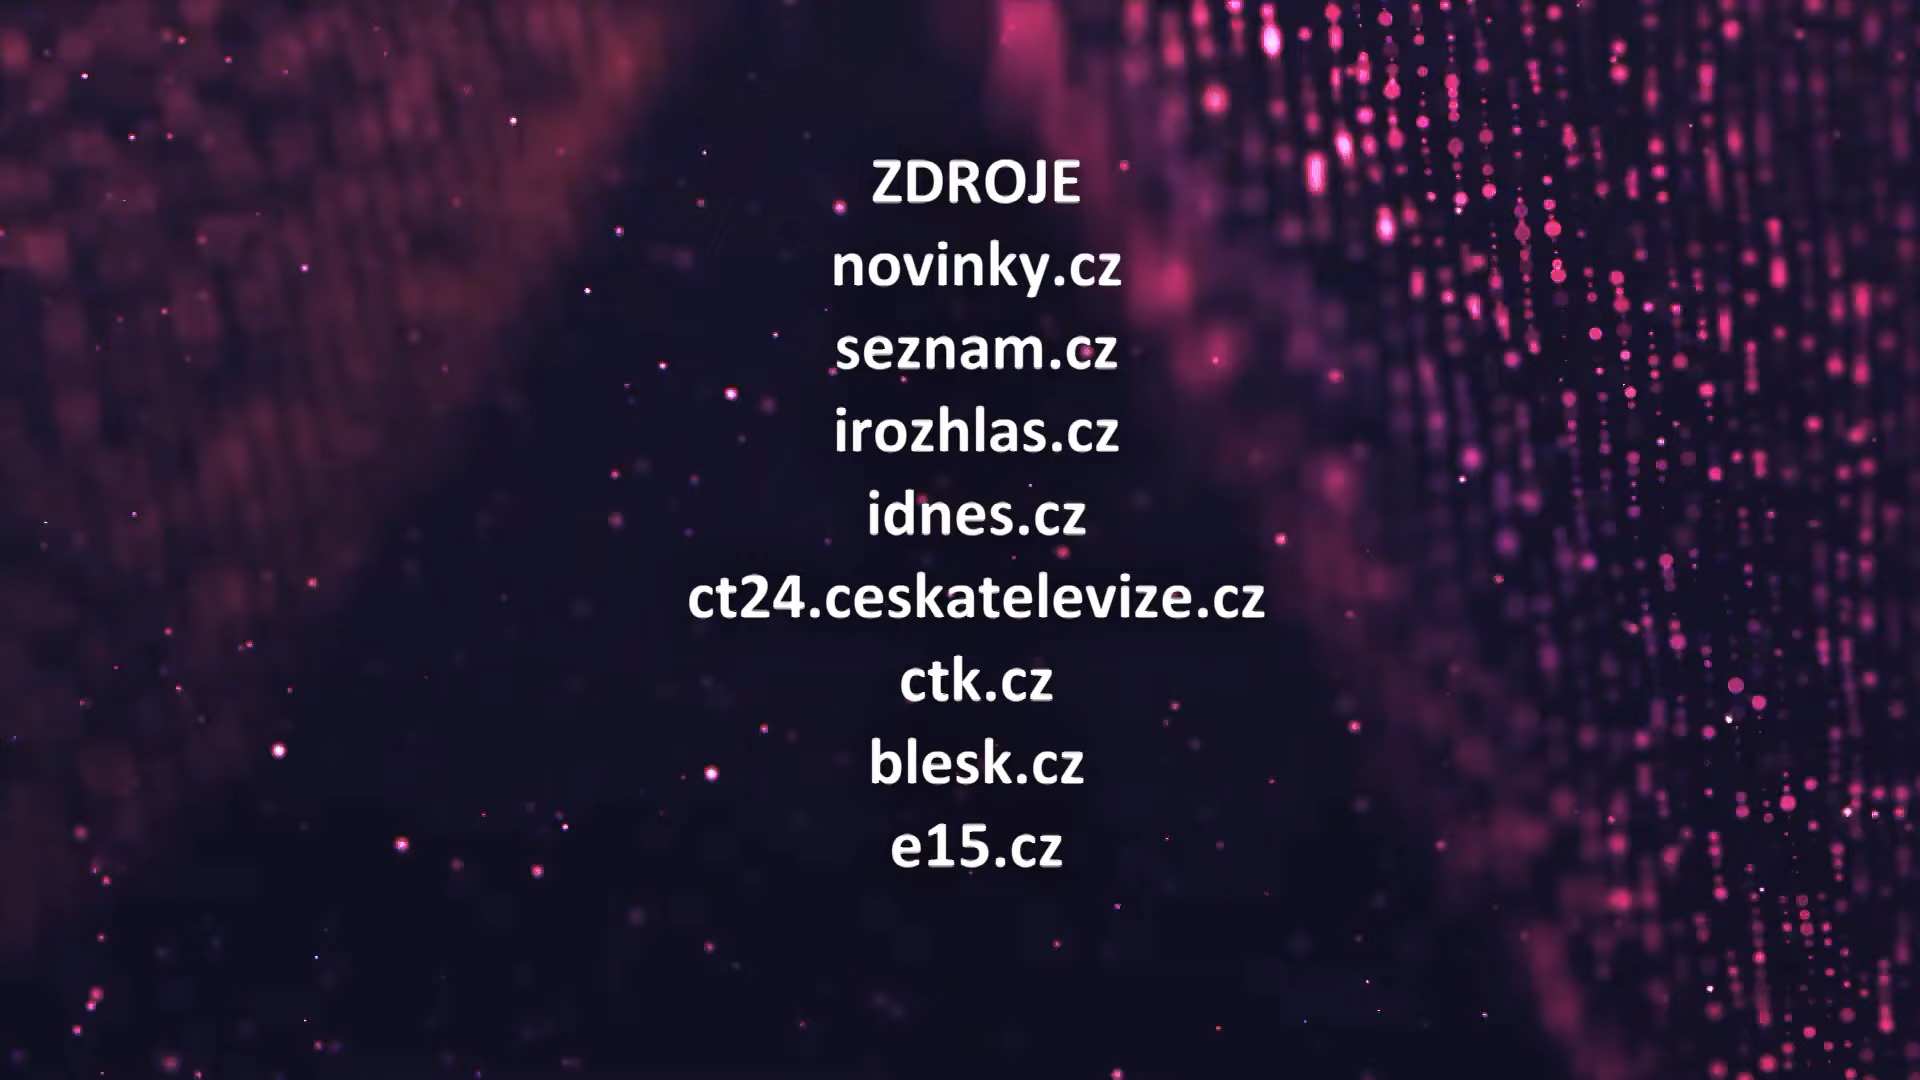 ZDROJE
novinky.cz
seznam.cz
irozhlas.cz
idnes.cz
ct24.ceskatelevize.cz
ctk.cz
blesk.cz
e15.cz